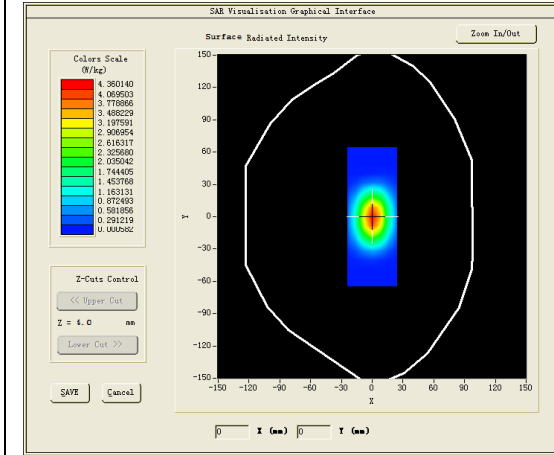 SAR Visualisation Graphical Interface
Surface Radiated Intensity
Zoom In/Out
Colors Scale
(W/kg)
4.360140
4.069503
3.778866
3.488229
3.197591
2.906954
2.616317
2.325680
2.035042
1.744405
1.453768
1.163131
0.872493
0.581856
0.291219
0.000582
Z-Cuts Control
<< Upper Cut
Z = 4.0 mm
Lower Cut >>
SAVE
Cancel
150
120
90
60
30
0
-30
-60
-90
-120
-150
Y
-150 -120 -90 -60 -30 0 30 60 90 120 150
X
0 X (mm) 0 Y (mm)